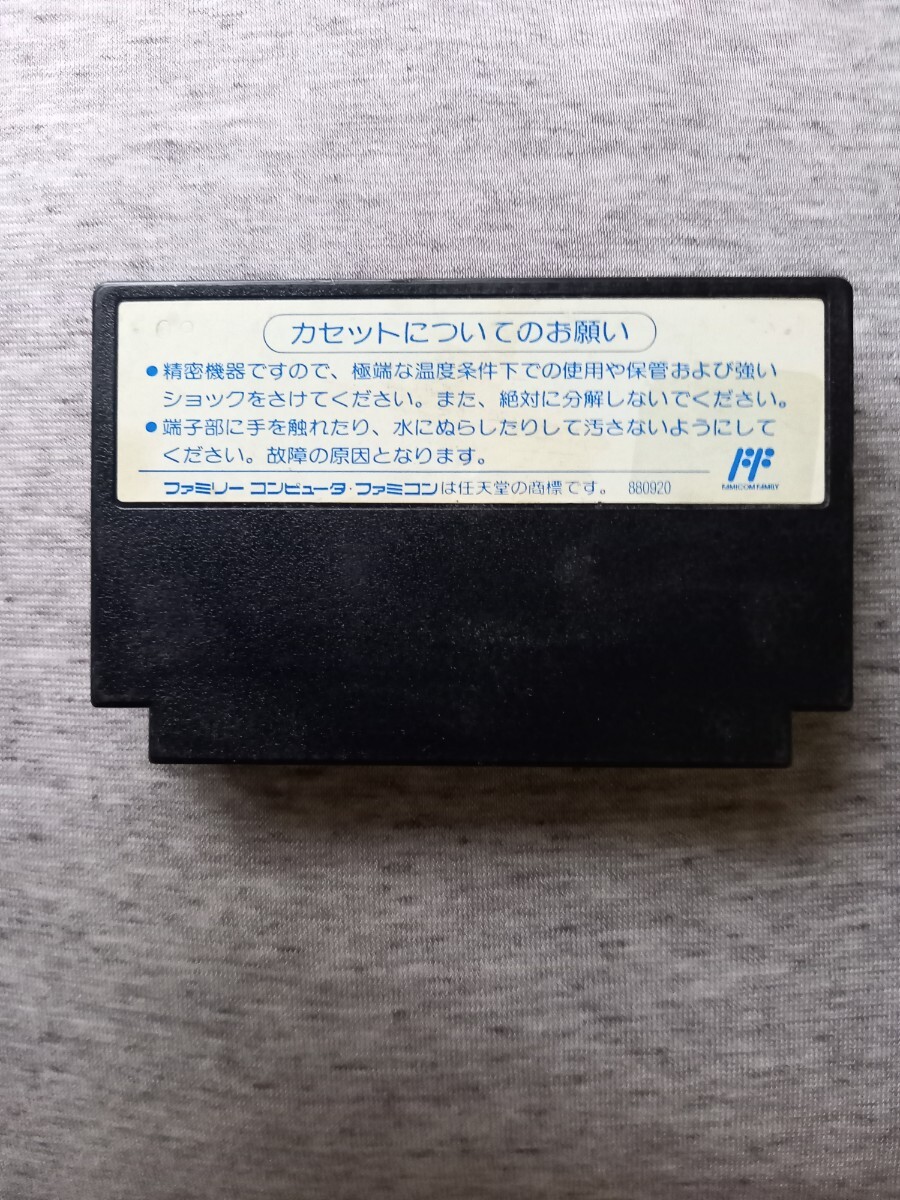 カセットについてのお願い
●精密機器ですので、極端な温度条件下での使用や保管および強い
ショックをさけてください。また、絶対に分解しないでください。
●端子部に手を触れたり、水にぬらしたりして汚さないようにして
ください。故障の原因となります。
FF
FAMICOM FAMILY
ファミリーコンピュータ・ファミコンは任天堂の商標です。 880920